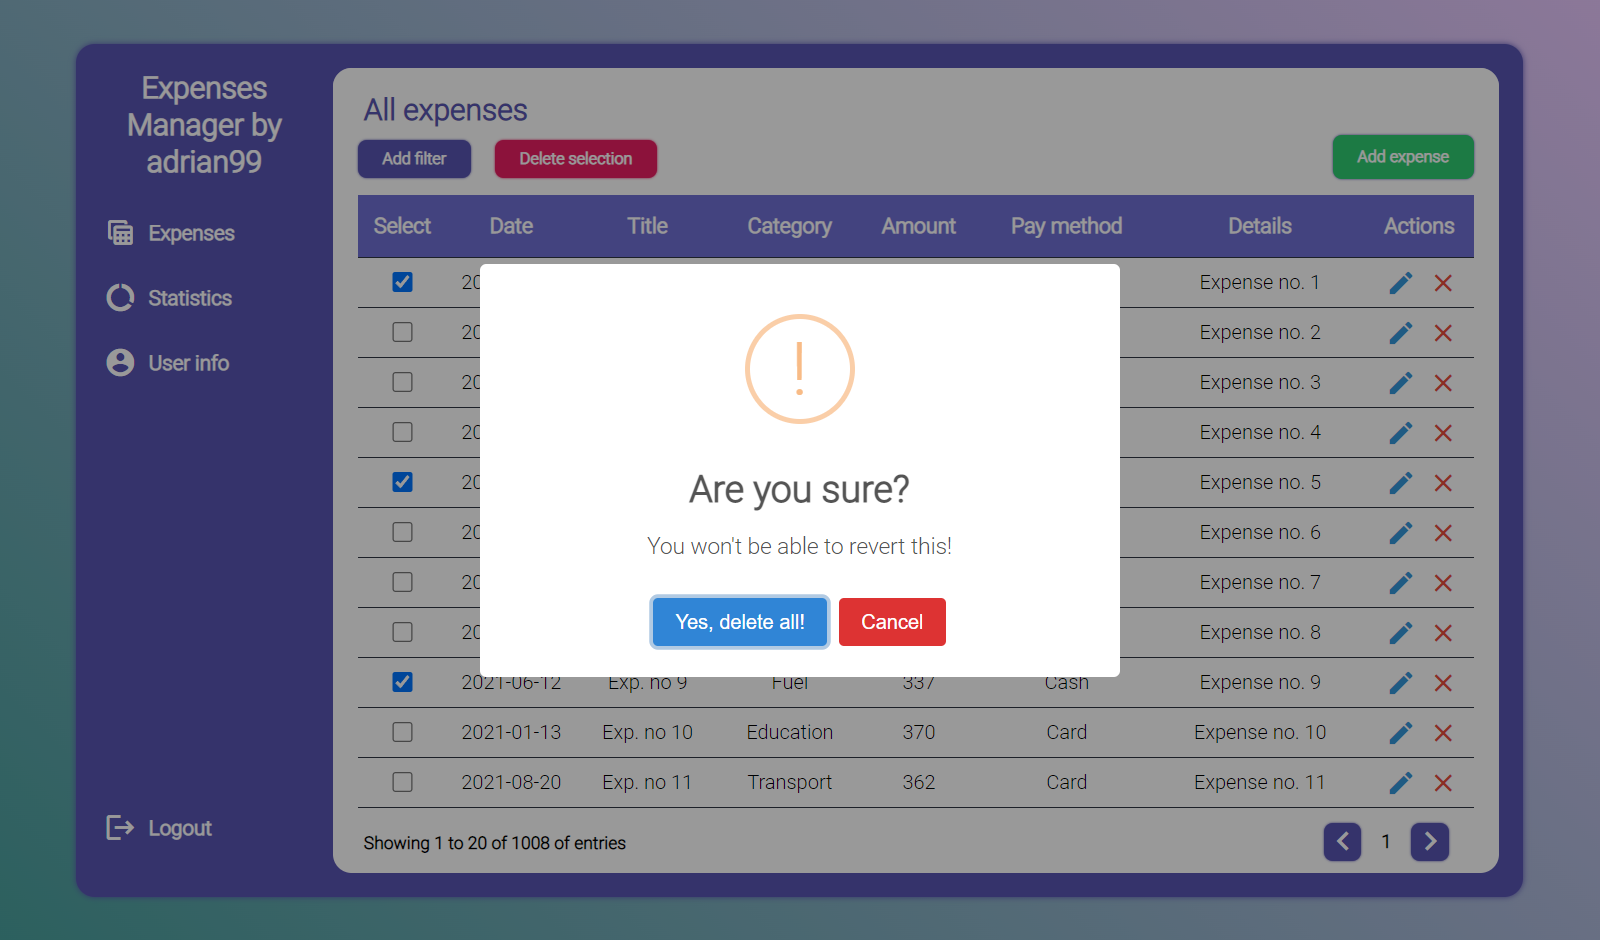 Expenses
Manager by
adrian99
Expenses
Statistics
User info
Logout
All expenses
Add filter Delete selection Add expense
Select Date Title Category Amount Pay method Details Actions
20 Expense no. 1
20 Expense no. 2
20 Expense no. 3
20 Expense no. 4
20 Expense no. 5
20 Expense no. 6
20 Expense no. 7
20 Expense no. 8
2021-06-12 Exp. no 9 Fuel 337 Cash Expense no. 9
2021-01-13 Exp. no 10 Education 370 Card Expense no. 10
2021-08-20 Exp. no 11 Transport 362 Card Expense no. 11
Showing 1 to 20 of 1008 of entries 1
!
Are you sure?
You won't be able to revert this!
Yes, delete all! Cancel